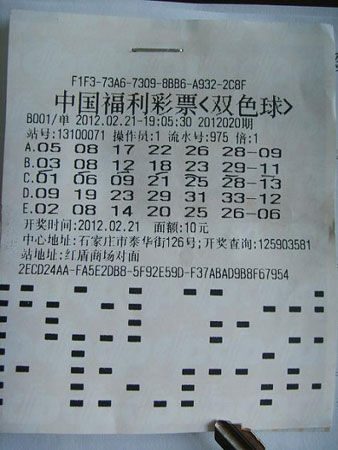 F1F3-73A6-7309-8BB6-A932-2C8F
中国福利彩票<双色球>
B001/单 2012.02.21-19:05:30 2012020期
站号:13100071 操作员:1 流水号:975 倍:1
A.05 08 17 22 26 28-09
B.03 08 12 18 23 29-11
C.01 06 09 21 25 28-13
D.09 19 23 29 31 33-12
E.02 08 14 20 25 26-06
开奖时间:2012.02.21 面额:10元
中心地址:石家庄市泰华街126号;开奖查询:125903581
站地址:红盾商场对面
2ECD24AA-FA5E2DB8-5F92E59D-F37ABAD9B8F67954